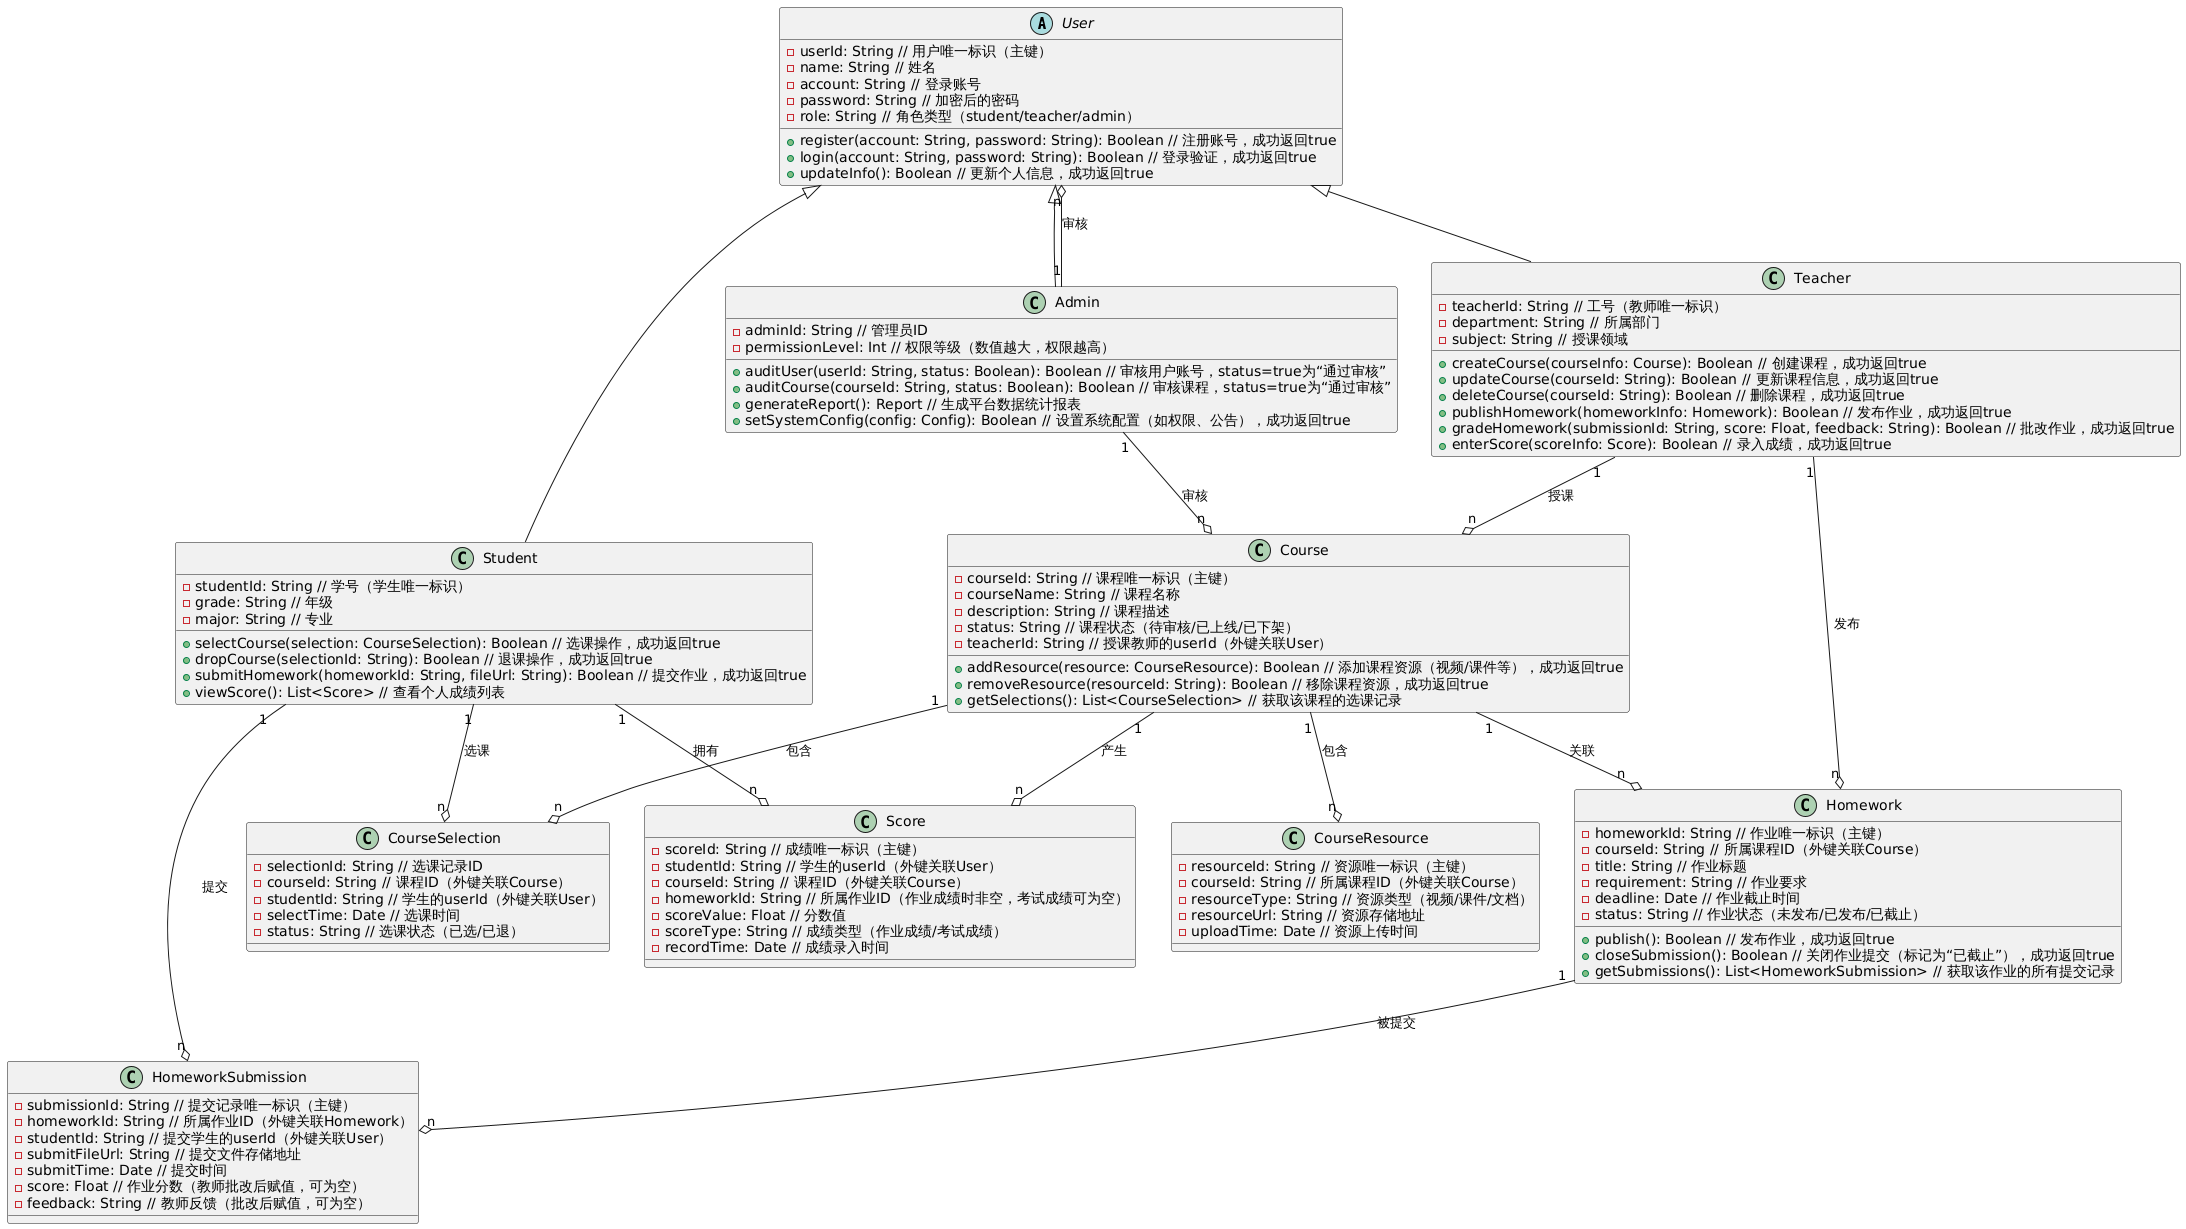 A User
userId: String // 用户唯一标识（主键）
name: String // 姓名
account: String // 登录账号
password: String // 加密后的密码
role: String // 角色类型（student/teacher/admin）
register(account: String, password: String): Boolean // 注册账号，成功返回true
login(account: String, password: String): Boolean // 登录验证，成功返回true
updateInfo(): Boolean // 更新个人信息，成功返回true
n
审核
1
C Admin
adminId: String // 管理员ID
permissionLevel: Int // 权限等级（数值越大，权限越高）
auditUser(userId: String, status: Boolean): Boolean // 审核用户账号，status=true为“通过审核”
auditCourse(courseId: String, status: Boolean): Boolean // 审核课程，status=true为“通过审核”
generateReport(): Report // 生成平台数据统计报表
setSystemConfig(config: Config): Boolean // 设置系统配置（如权限、公告），成功返回true
C Teacher
teacherId: String // 工号（教师唯一标识）
department: String // 所属部门
subject: String // 授课领域
createCourse(courseInfo: Course): Boolean // 创建课程，成功返回true
updateCourse(courseId: String): Boolean // 更新课程信息，成功返回true
deleteCourse(courseId: String): Boolean // 删除课程，成功返回true
publishHomework(homeworkInfo: Homework): Boolean // 发布作业，成功返回true
gradeHomework(submissionId: String, score: Float, feedback: String): Boolean // 批改作业，成功返回true
enterScore(scoreInfo: Score): Boolean // 录入成绩，成功返回true
1
审核
n
1
授课
n
1
发布
n
C Student
studentId: String // 学号（学生唯一标识）
grade: String // 年级
major: String // 专业
selectCourse(selection: CourseSelection): Boolean // 选课操作，成功返回true
dropCourse(selectionId: String): Boolean // 退课操作，成功返回true
submitHomework(homeworkId: String, fileUrl: String): Boolean // 提交作业，成功返回true
viewScore(): List<Score> // 查看个人成绩列表
C Course
courseId: String // 课程唯一标识（主键）
courseName: String // 课程名称
description: String // 课程描述
status: String // 课程状态（待审核/已上线/已下架）
teacherId: String // 授课教师的userId（外键关联User）
addResource(resource: CourseResource): Boolean // 添加课程资源（视频/课件等），成功返回true
removeResource(resourceId: String): Boolean // 移除课程资源，成功返回true
getSelections(): List<CourseSelection> // 获取该课程的选课记录
1
提交
n
1
选课
n
1
拥有
n
1
包含
n
1
产生
n
1
包含
n
1
关联
n
C CourseSelection
selectionId: String // 选课记录ID
courseId: String // 课程ID（外键关联Course）
studentId: String // 学生的userId（外键关联User）
selectTime: Date // 选课时间
status: String // 选课状态（已选/已退）
C Score
scoreId: String // 成绩唯一标识（主键）
studentId: String // 学生的userId（外键关联User）
courseId: String // 课程ID（外键关联Course）
homeworkId: String // 所属作业ID（作业成绩时非空，考试成绩可为空）
scoreValue: Float // 分数值
scoreType: String // 成绩类型（作业成绩/考试成绩）
recordTime: Date // 成绩录入时间
C CourseResource
resourceId: String // 资源唯一标识（主键）
courseId: String // 所属课程ID（外键关联Course）
resourceType: String // 资源类型（视频/课件/文档）
resourceUrl: String // 资源存储地址
uploadTime: Date // 资源上传时间
C Homework
homeworkId: String // 作业唯一标识（主键）
courseId: String // 所属课程ID（外键关联Course）
title: String // 作业标题
requirement: String // 作业要求
deadline: Date // 作业截止时间
status: String // 作业状态（未发布/已发布/已截止）
publish(): Boolean // 发布作业，成功返回true
closeSubmission(): Boolean // 关闭作业提交（标记为“已截止”），成功返回true
getSubmissions(): List<HomeworkSubmission> // 获取该作业的所有提交记录
1
被提交
n
C HomeworkSubmission
submissionId: String // 提交记录唯一标识（主键）
homeworkId: String // 所属作业ID（外键关联Homework）
studentId: String // 提交学生的userId（外键关联User）
submitFileUrl: String // 提交文件存储地址
submitTime: Date // 提交时间
score: Float // 作业分数（教师批改后赋值，可为空）
feedback: String // 教师反馈（批改后赋值，可为空）